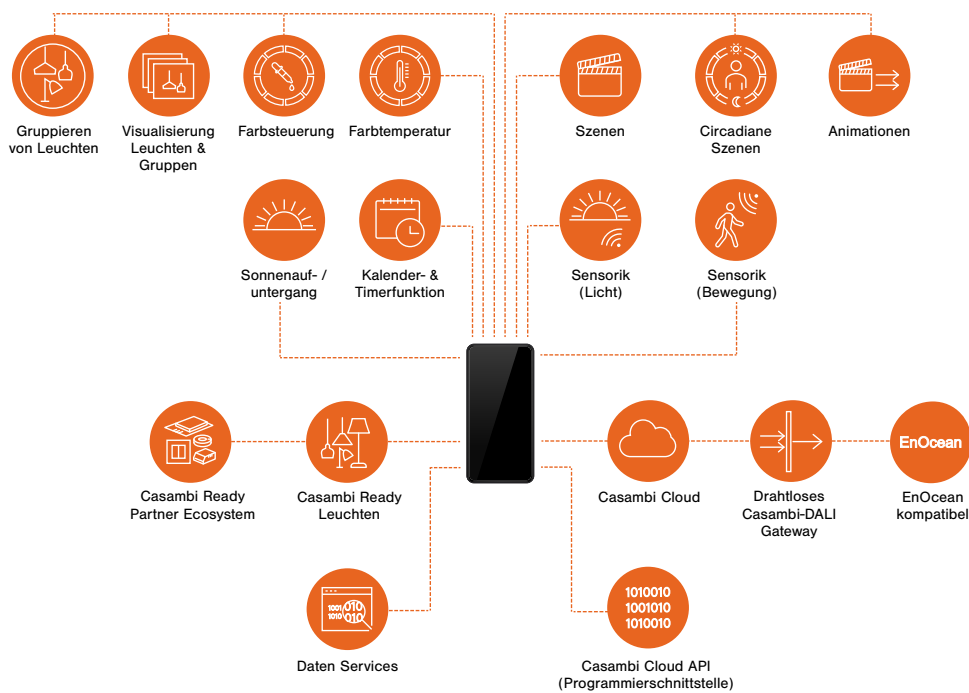 Gruppieren
von Leuchten
Visualisierung
Leuchten &
Gruppen
Farbsteuerung
Farbtemperatur
Szenen
Circadiane
Szenen
Animationen
Sonnenauf- /
untergang
Kalender- &
Timerfunktion
Sensorik
(Licht)
Sensorik
(Bewegung)
Casambi Ready
Partner Ecosystem
Casambi Ready
Leuchten
Casambi Cloud
Drahtloses
Casambi-DALI
Gateway
EnOcean
EnOcean
kompatibel
1001 010
1010 010
Daten Services
1010010
1001010
1010010
Casambi Cloud API
(Programmierschnittstelle)